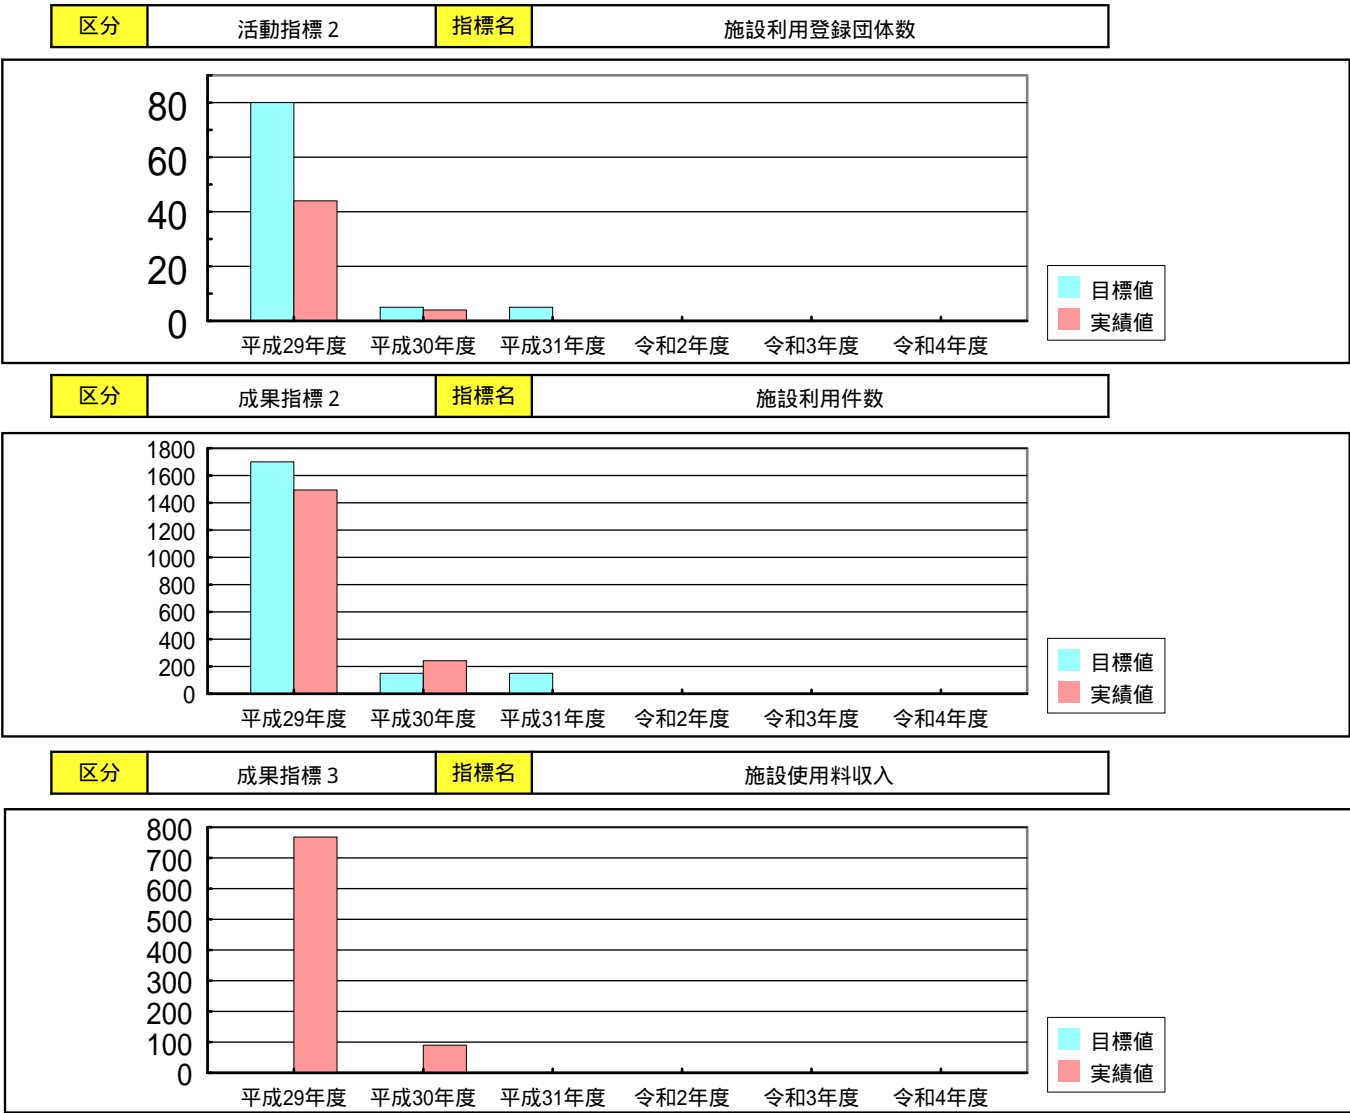 区分 活動指標２ 指標名 施設利用登録団体数
80
60
40
20
0
平成29年度 平成30年度 平成31年度 令和2年度 令和3年度 令和4年度
目標値
実績値
区分 成果指標２ 指標名 施設利用件数
1800
1600
1400
1200
1000
800
600
400
200
0
平成29年度 平成30年度 平成31年度 令和2年度 令和3年度 令和4年度
目標値
実績値
区分 成果指標３ 指標名 施設使用料収入
800
700
600
500
400
300
200
100
0
平成29年度 平成30年度 平成31年度 令和2年度 令和3年度 令和4年度
目標値
実績値